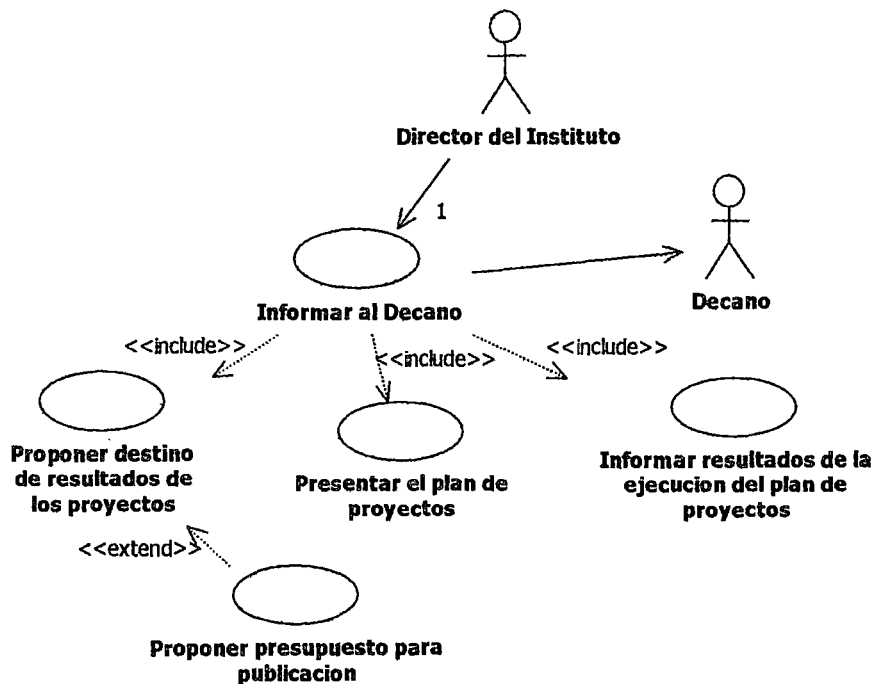 Director del Instituto
1
Decano
Informar al Decano
<<include>>
<<include>>
<<include>>
Proponer destino
de resultados de
los proyectos
Presentar el plan de
proyectos
Informar resultados de la
ejecucion del plan de
proyectos
<<extend>>
Proponer presupuesto para
publicacion